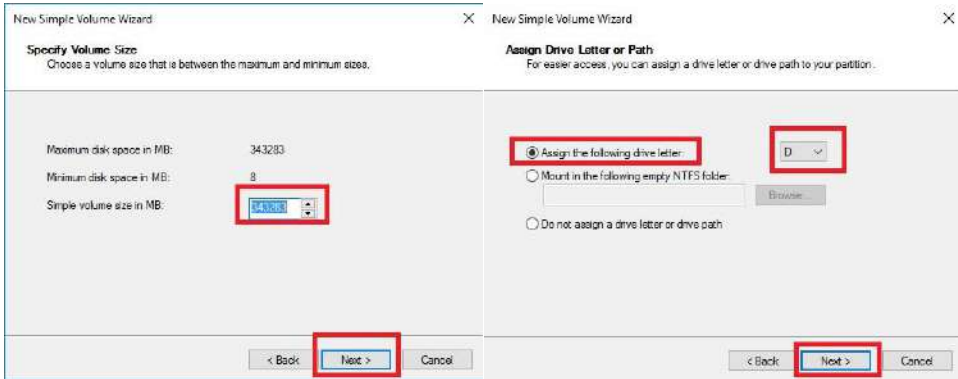 New Simple Volume Wizard
Specify Volume Size
Choose a volume size that is between the maximum and minimum sizes.
Maximum disk space in MB: 343283
Minimum disk space in MB: 8
Simple volume size in MB: 343283
< Back Next > Cancel
New Simple Volume Wizard
Assign Drive Letter or Path
For easier access, you can assign a drive letter or drive path to your partition.
Assign the following drive letter: D
Mount in the following empty NTFS folder:
Browse...
Do not assign a drive letter or drive path
< Back Next > Cancel